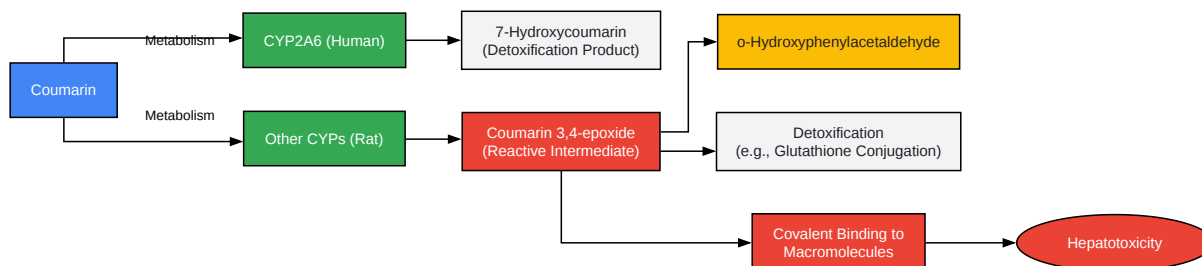 Metabolism
CYP2A6 (Human)
7-Hydroxycoumarin
(Detoxification Product)
o-Hydroxyphenylacetaldehyde
Coumarin
Metabolism
Other CYPs (Rat)
Coumarin 3,4-epoxide
(Reactive Intermediate)
Detoxification
(e.g., Glutathione Conjugation)
Covalent Binding to
Macromolecules
Hepatotoxicity